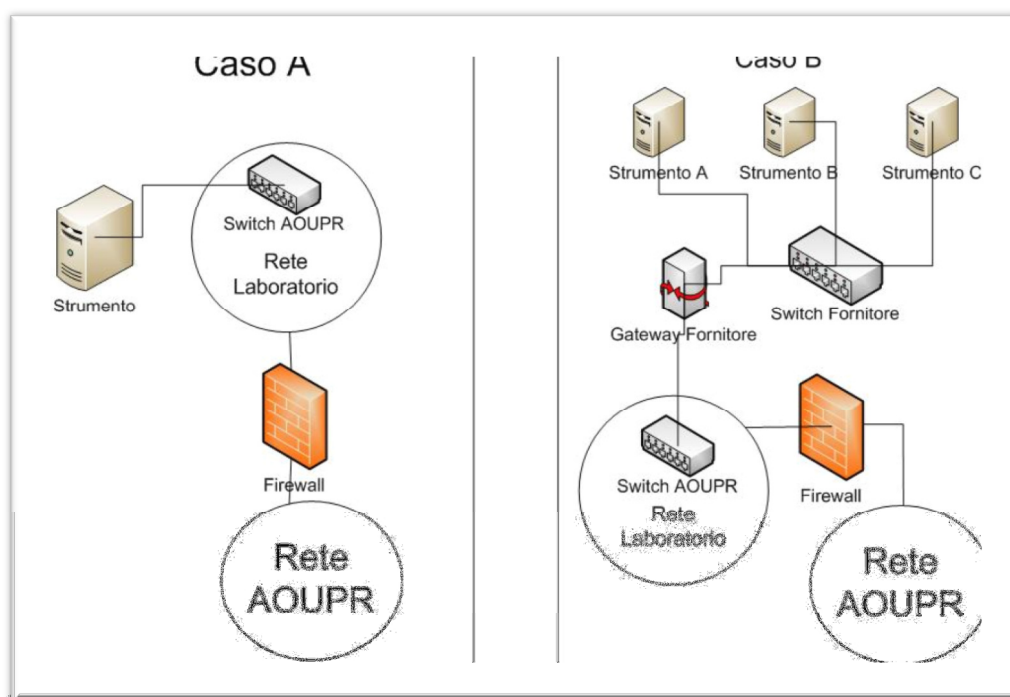 Caso A
Switch AOUPR
Rete
Laboratorio
Strumento
Firewall
Rete
AOUPR
Caso B
Strumento A
Strumento B
Strumento C
Switch Fornitore
Gateway Fornitore
Switch AOUPR
Rete
Laboratorio
Firewall
Rete
AOUPR